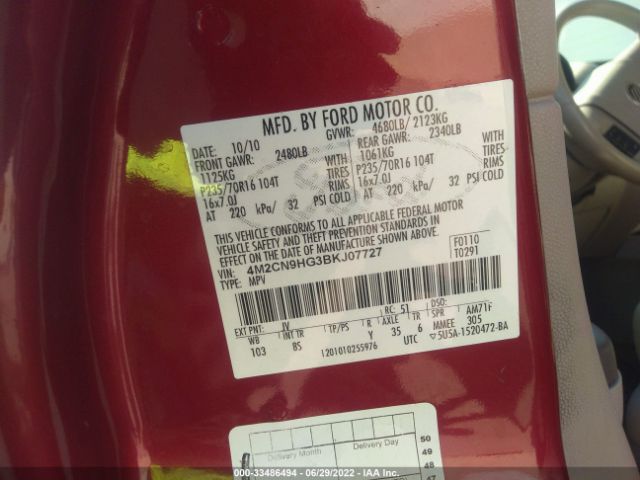 MFD. BY FORD MOTOR CO.
DATE: 10/10 GVWR: 4680LB/ 2123KG
FRONT GAWR: 2480LB REAR GAWR: 2340LB
1125KG WITH 1061KG WITH
P235/70R16 104T TIRES P235/70R16 104T TIRES
16x7.0J RIMS 16x7.0J RIMS
AT 220 kPa/ 32 PSI COLD AT 220 kPa/ 32 PSI COLD
THIS VEHICLE CONFORMS TO ALL APPLICABLE FEDERAL MOTOR
VEHICLE SAFETY AND THEFT PREVENTION STANDARDS IN
EFFECT ON THE DATE OF MANUFACTURE SHOWN ABOVE.
VIN: 4M2CN9HG3BKJ07727 F0110
TYPE: MPV T0291
EXT PNT: IV RC: 51 DSO:
WB INT TR TP/PS R AXLE TR SPR AM71F
103 8S Y 35 6 MMEE 305
1201010255976 UTC 5U5A-1520472-BA
Delivery Month Delivery Day
50
49
48
47
000-33486494 - 06/29/2022 - IAA Inc.